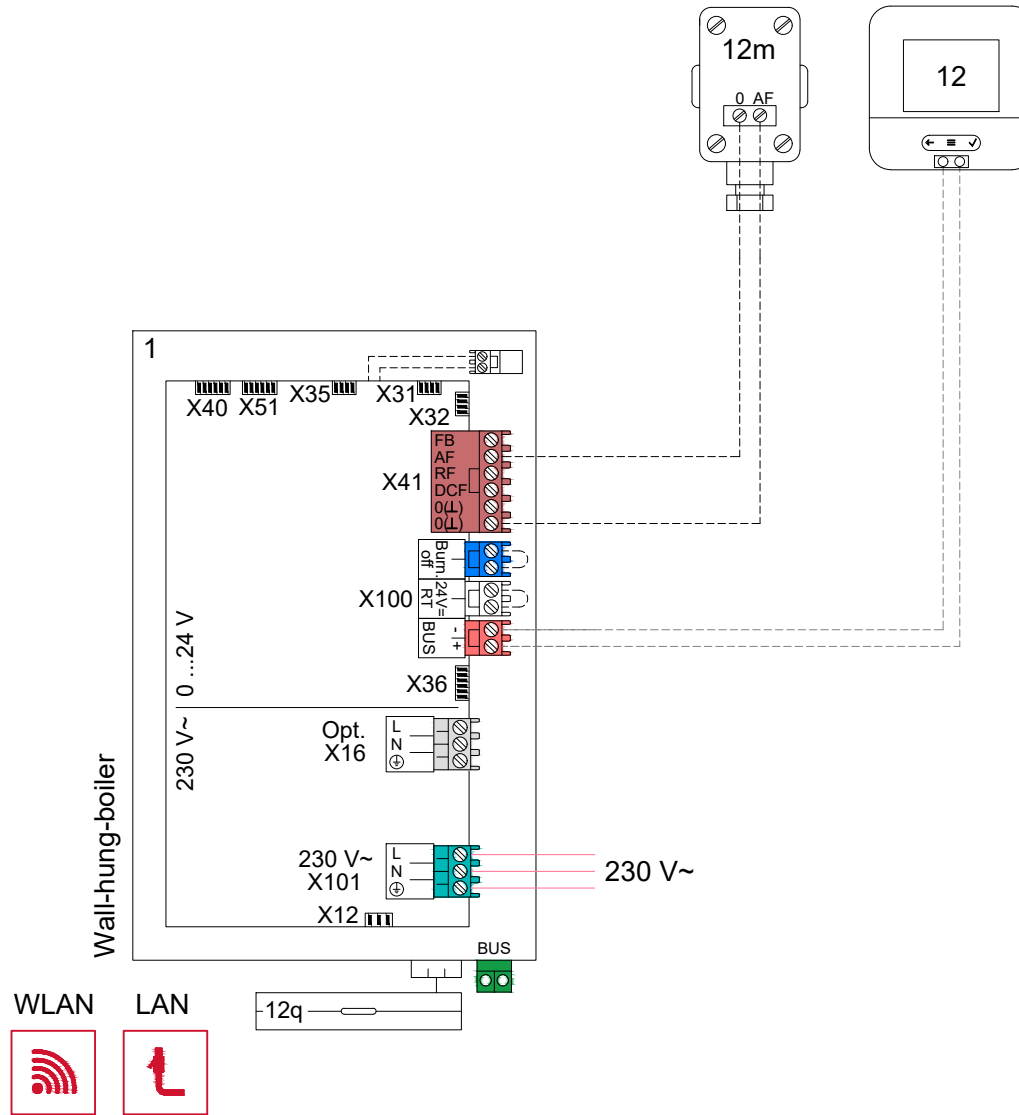 12m
12
0 AF
1
X40
X51
X35
X31
X32
X41
FB
AF
RF
DCF
0(⊥)
0(⊥)
Burn.
off
X100
24V=
RT
BUS
-
+
X36
0 ...24 V
230 V~
Opt.
X16
L
N
Wall-hung-boiler
230 V~
X101
L
N
230 V~
X12
BUS
12q
WLAN
LAN